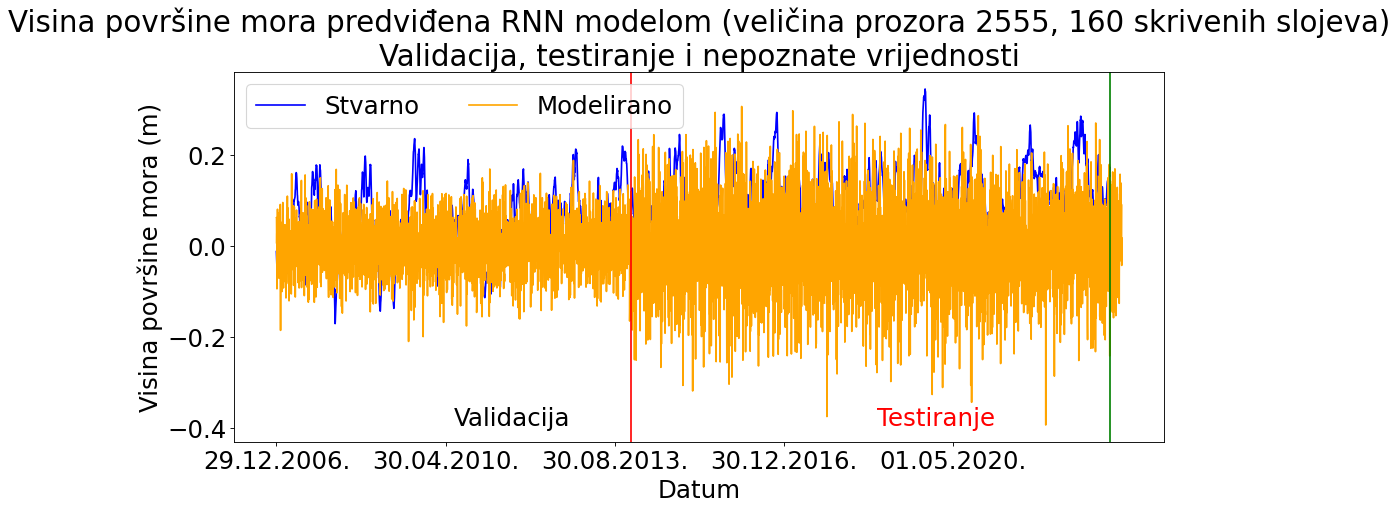 Visina površine mora predviđena RNN modelom (veličina prozora 2555, 160 skrivenih slojeva)
Validacija, testiranje i nepoznate vrijednosti
Stvarno
Modelirano
Visina površine mora (m)
0.2
0.0
−0.2
−0.4
Validacija
Testiranje
29.12.2006.
30.04.2010.
30.08.2013.
30.12.2016.
01.05.2020.
Datum